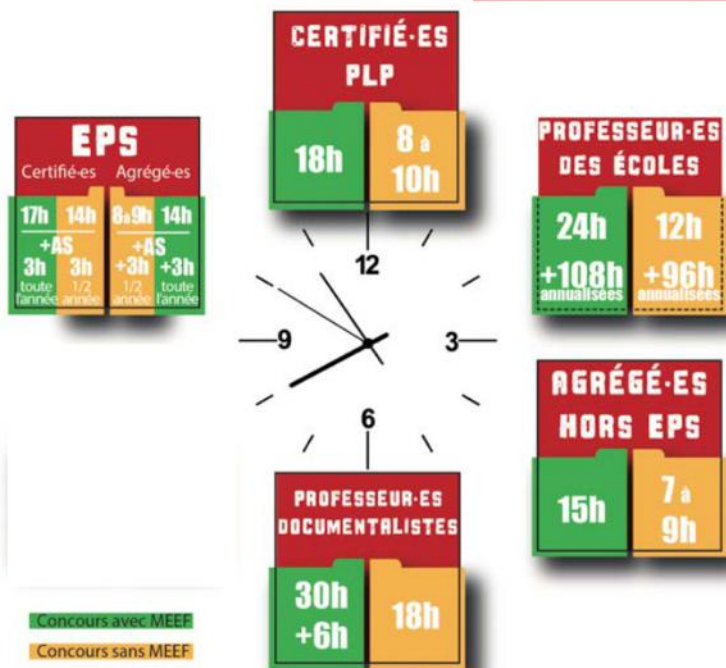 CERTIFIÉ·ES
PLP
18h
8 à
10h
EPS
Certifié·es Agrégé·es
17h 14h 8à9h 14h
+AS +AS
3h 3h +3h +3h
toute 1/2 1/2 toute
l'année année année l'année
PROFESSEUR·ES
DES ÉCOLES
24h 12h
+108h +96h
annualisées annualisées
12
9 3
6
AGRÉGÉ·ES
HORS EPS
15h
7 à
9h
PROFESSEUR·ES
DOCUMENTALISTES
30h
+6h
18h
Concours avec MEEF
Concours sans MEEF